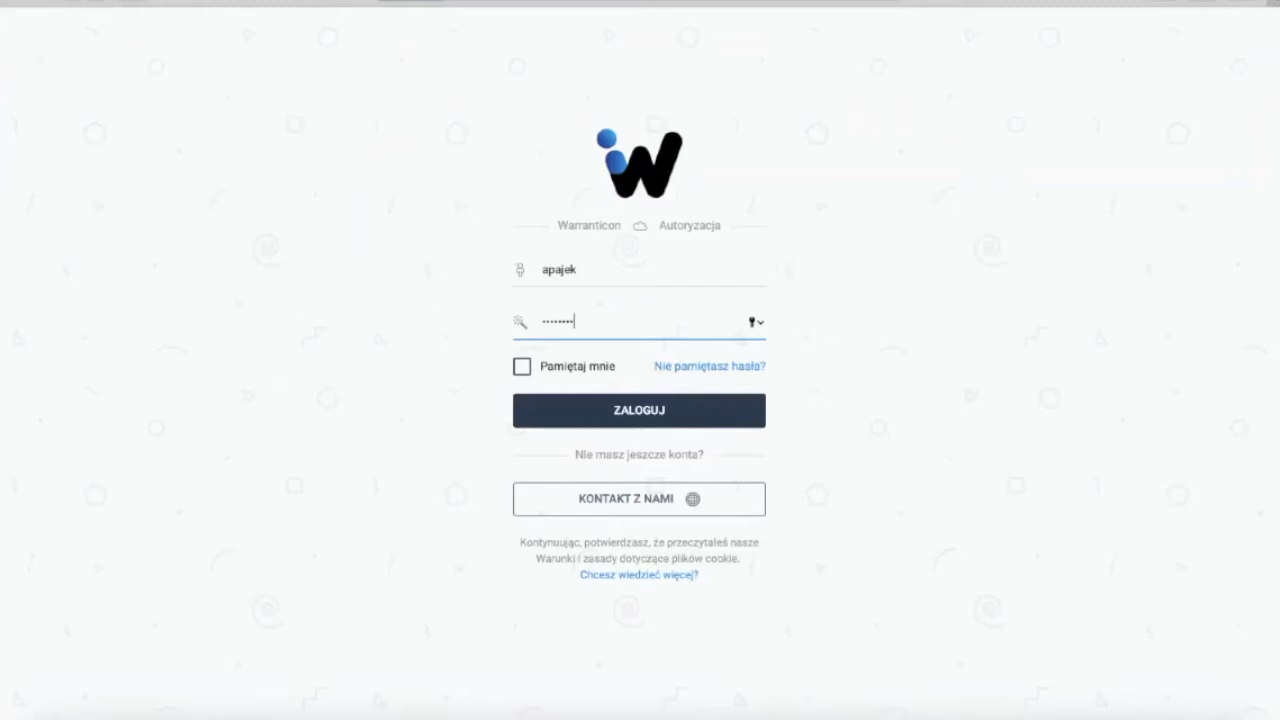 Warranticon Autoryzacja
apajek
••••••••
Pamiętaj mnie Nie pamiętasz hasła?
ZALOGUJ
Nie masz jeszcze konta?
KONTAKT Z NAMI
Kontynuując, potwierdzasz, że przeczytałeś nasze
Warunki i zasady dotyczące plików cookie.
Chcesz wiedzieć więcej?